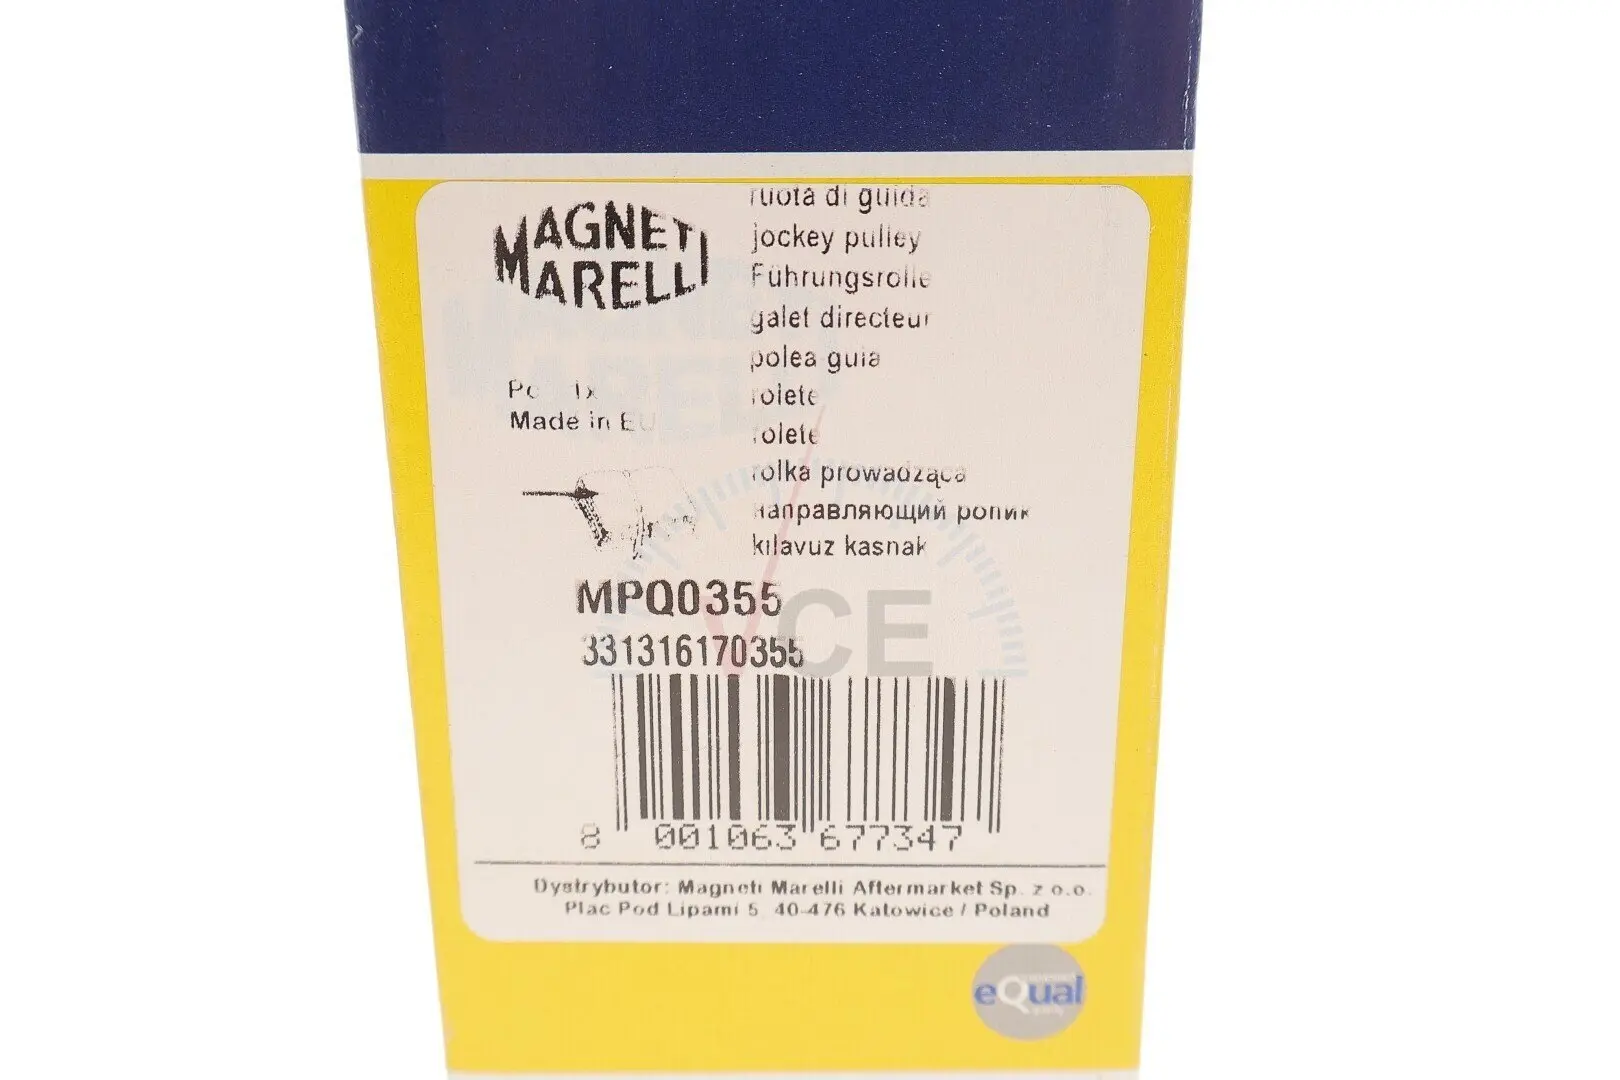 MAGNETI
MARELLI
ruota di guida
jockey pulley
Führungsrolle
galet directeur
polea guia
rolete
rolete
rolka prowadząca
направляющий ролик
kılavuz kasnak
Made in EU
MPQ0355
331316170355
VCE
8 001063 677347
Dystrybutor: Magneti Marelli Aftermarket Sp. z o.o.
Plac Pod Lipami 5, 40-476 Katowice / Poland
eQual